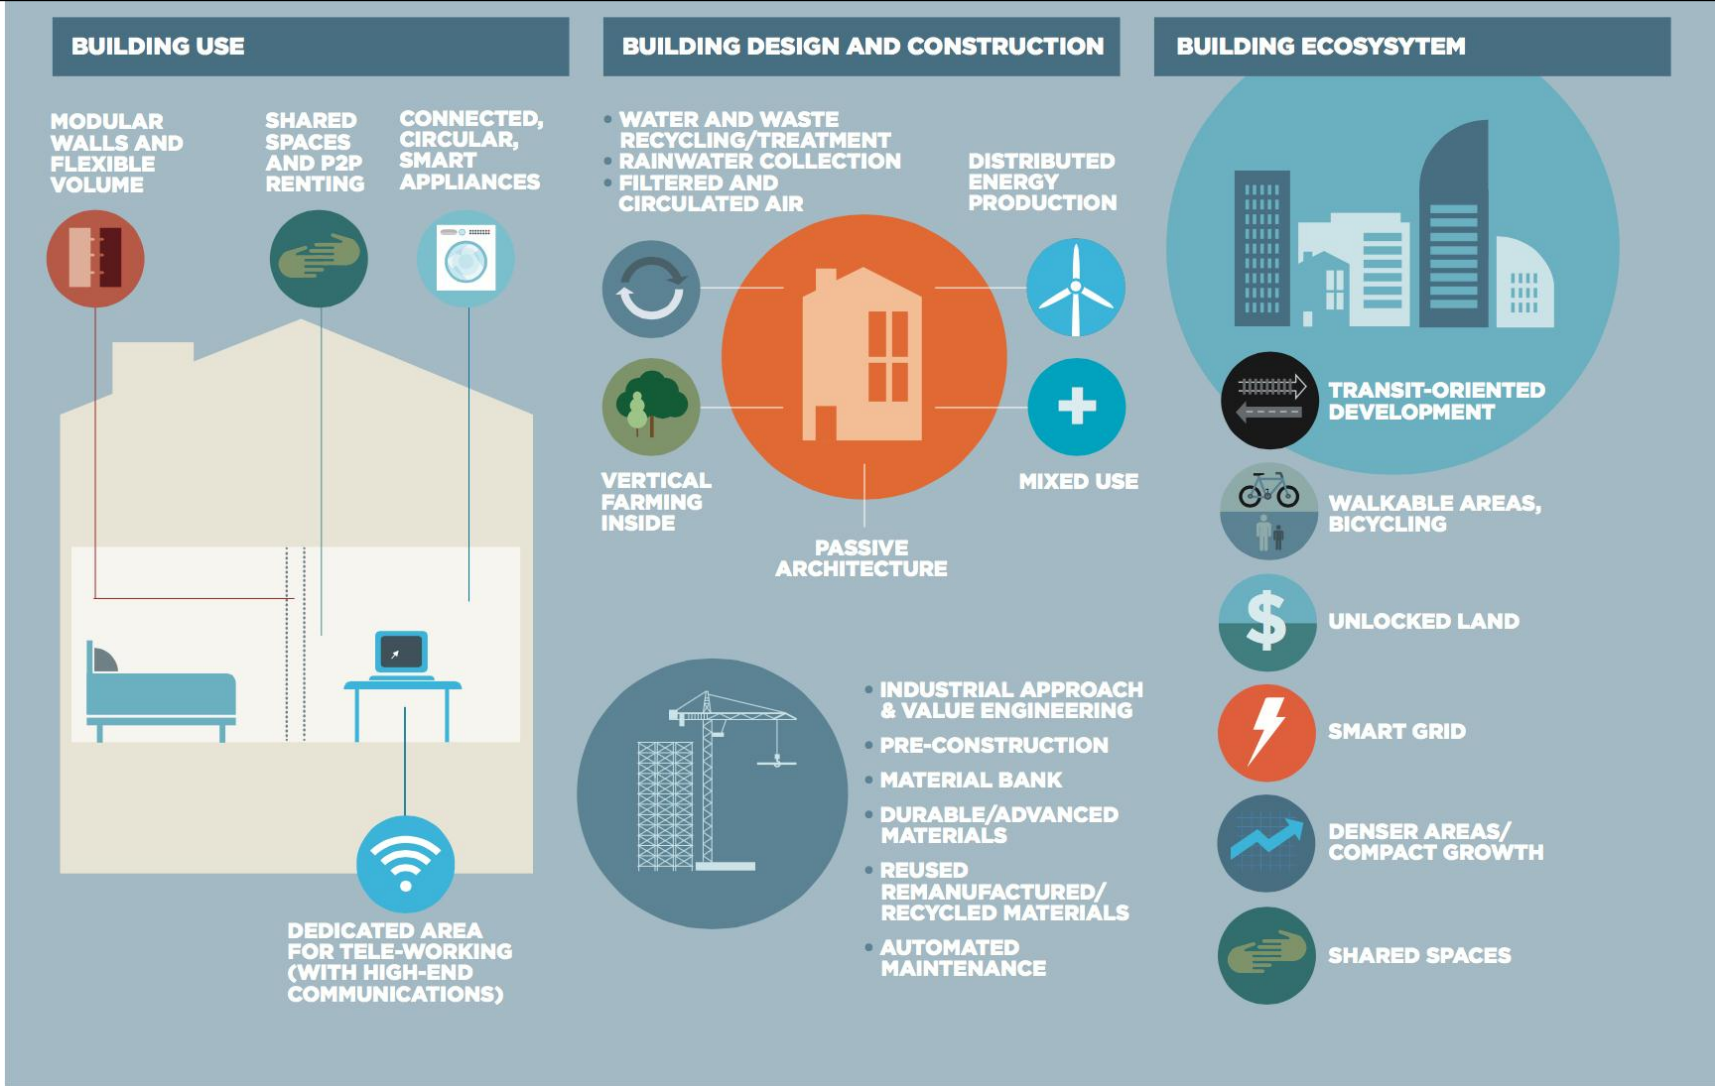 BUILDING USE
MODULAR
WALLS AND
FLEXIBLE
VOLUME
SHARED
SPACES
AND P2P
RENTING
CONNECTED,
CIRCULAR,
SMART
APPLIANCES
DEDICATED AREA
FOR TELE-WORKING
(WITH HIGH-END
COMMUNICATIONS)
BUILDING DESIGN AND CONSTRUCTION
• WATER AND WASTE
RECYCLING/TREATMENT
• RAINWATER COLLECTION
• FILTERED AND
CIRCULATED AIR
DISTRIBUTED
ENERGY
PRODUCTION
VERTICAL
FARMING
INSIDE
MIXED USE
PASSIVE
ARCHITECTURE
• INDUSTRIAL APPROACH
& VALUE ENGINEERING
• PRE-CONSTRUCTION
• MATERIAL BANK
• DURABLE/ADVANCED
MATERIALS
• REUSED
REMANUFACTURED/
RECYCLED MATERIALS
• AUTOMATED
MAINTENANCE
BUILDING ECOSYSYTEM
TRANSIT-ORIENTED
DEVELOPMENT
WALKABLE AREAS,
BICYCLING
$
UNLOCKED LAND
SMART GRID
DENSER AREAS/
COMPACT GROWTH
SHARED SPACES